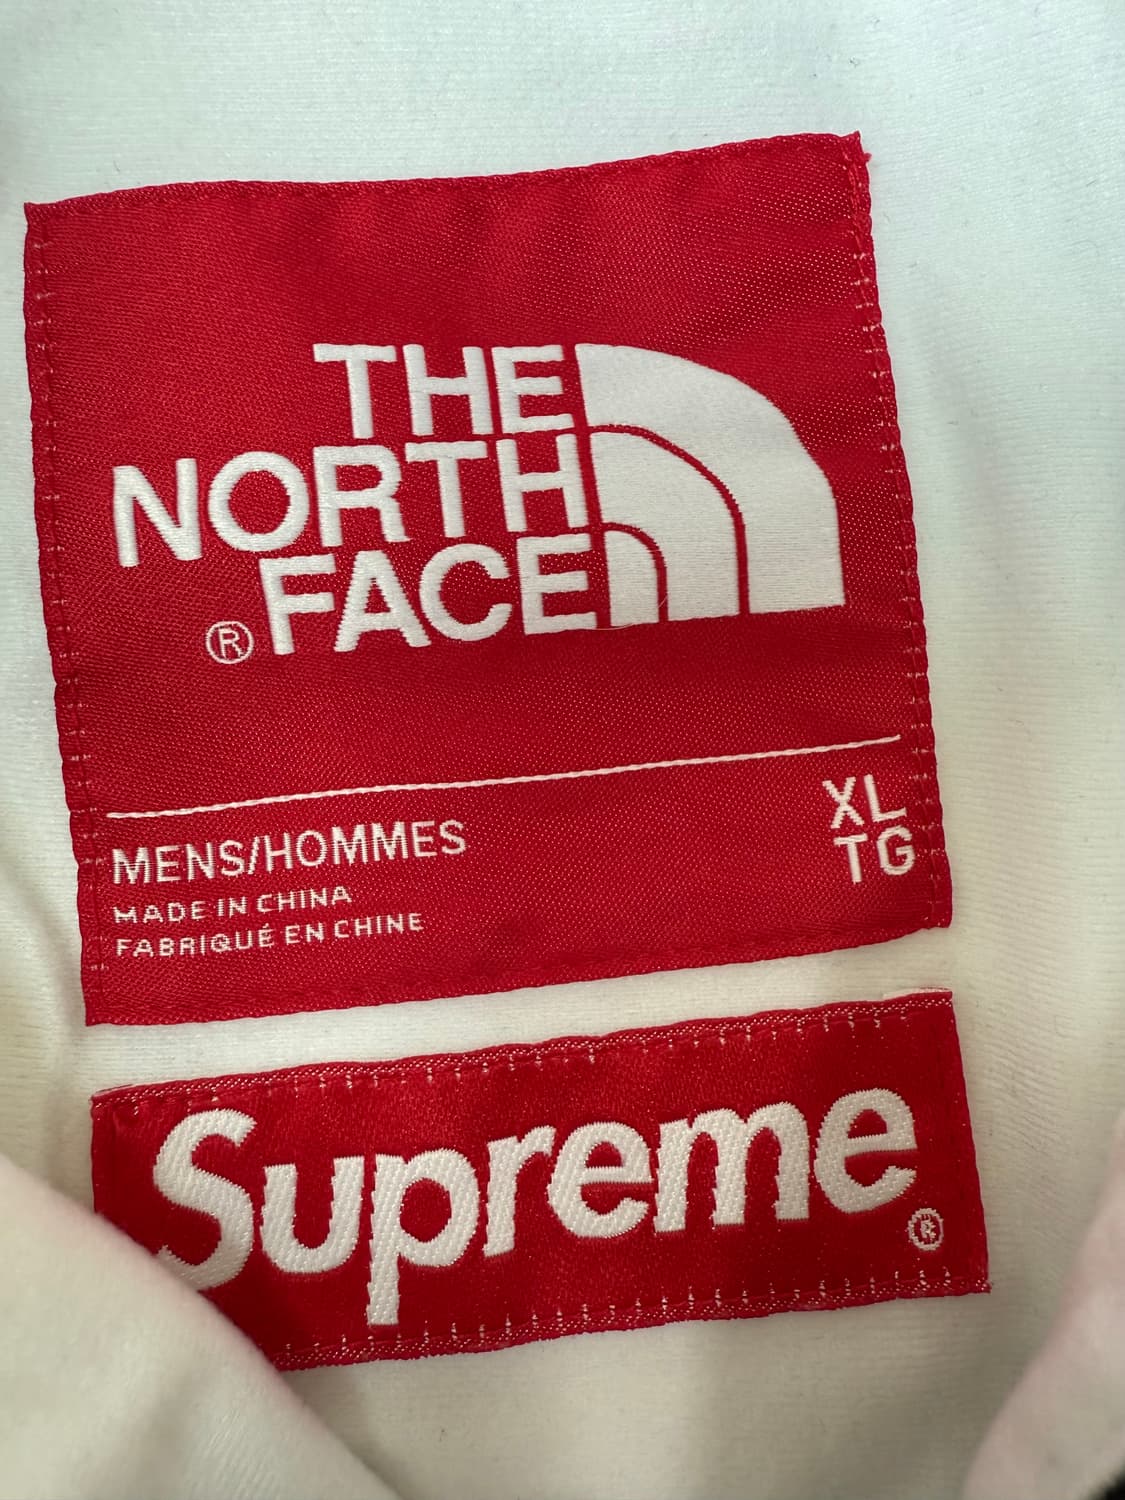 THE
NORTH
FACE
®
MENS/HOMMES
MADE IN CHINA
FABRIQUÉ EN CHINE
XL
TG
Supreme
®